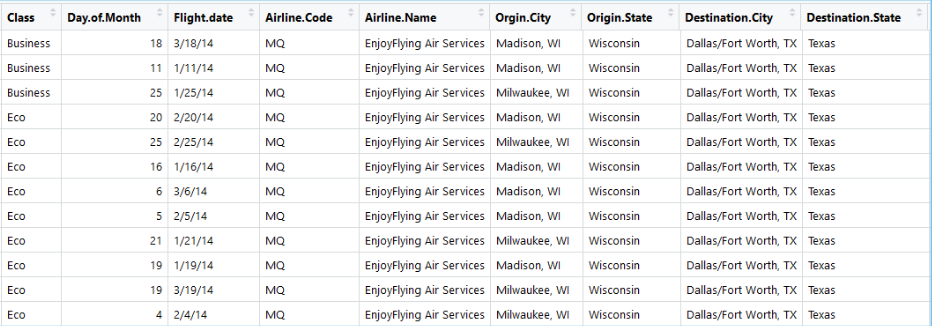 Class Day.of.Month Flight.date Airline.Code Airline.Name Orgin.City Origin.State Destination.City Destination.State
Business 18 3/18/14 MQ EnjoyFlying Air Services Madison, WI Wisconsin Dallas/Fort Worth, TX Texas
Business 11 1/11/14 MQ EnjoyFlying Air Services Madison, WI Wisconsin Dallas/Fort Worth, TX Texas
Business 25 1/25/14 MQ EnjoyFlying Air Services Milwaukee, WI Wisconsin Dallas/Fort Worth, TX Texas
Eco 20 2/20/14 MQ EnjoyFlying Air Services Madison, WI Wisconsin Dallas/Fort Worth, TX Texas
Eco 25 2/25/14 MQ EnjoyFlying Air Services Milwaukee, WI Wisconsin Dallas/Fort Worth, TX Texas
Eco 16 1/16/14 MQ EnjoyFlying Air Services Madison, WI Wisconsin Dallas/Fort Worth, TX Texas
Eco 6 3/6/14 MQ EnjoyFlying Air Services Madison, WI Wisconsin Dallas/Fort Worth, TX Texas
Eco 5 2/5/14 MQ EnjoyFlying Air Services Madison, WI Wisconsin Dallas/Fort Worth, TX Texas
Eco 21 1/21/14 MQ EnjoyFlying Air Services Milwaukee, WI Wisconsin Dallas/Fort Worth, TX Texas
Eco 19 1/19/14 MQ EnjoyFlying Air Services Madison, WI Wisconsin Dallas/Fort Worth, TX Texas
Eco 19 3/19/14 MQ EnjoyFlying Air Services Milwaukee, WI Wisconsin Dallas/Fort Worth, TX Texas
Eco 4 2/4/14 MQ EnjoyFlying Air Services Madison, WI Wisconsin Dallas/Fort Worth, TX Texas